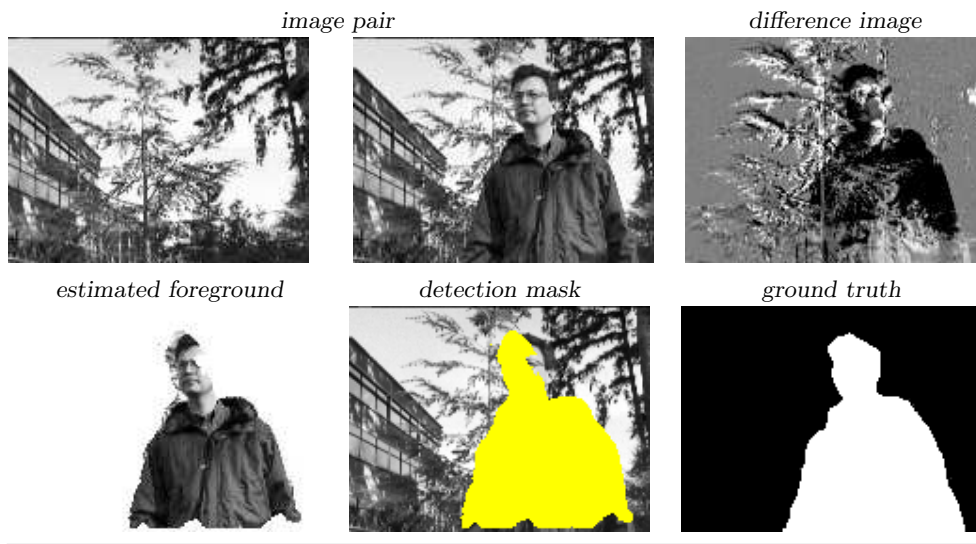 image pair
difference image
estimated foreground
detection mask
ground truth